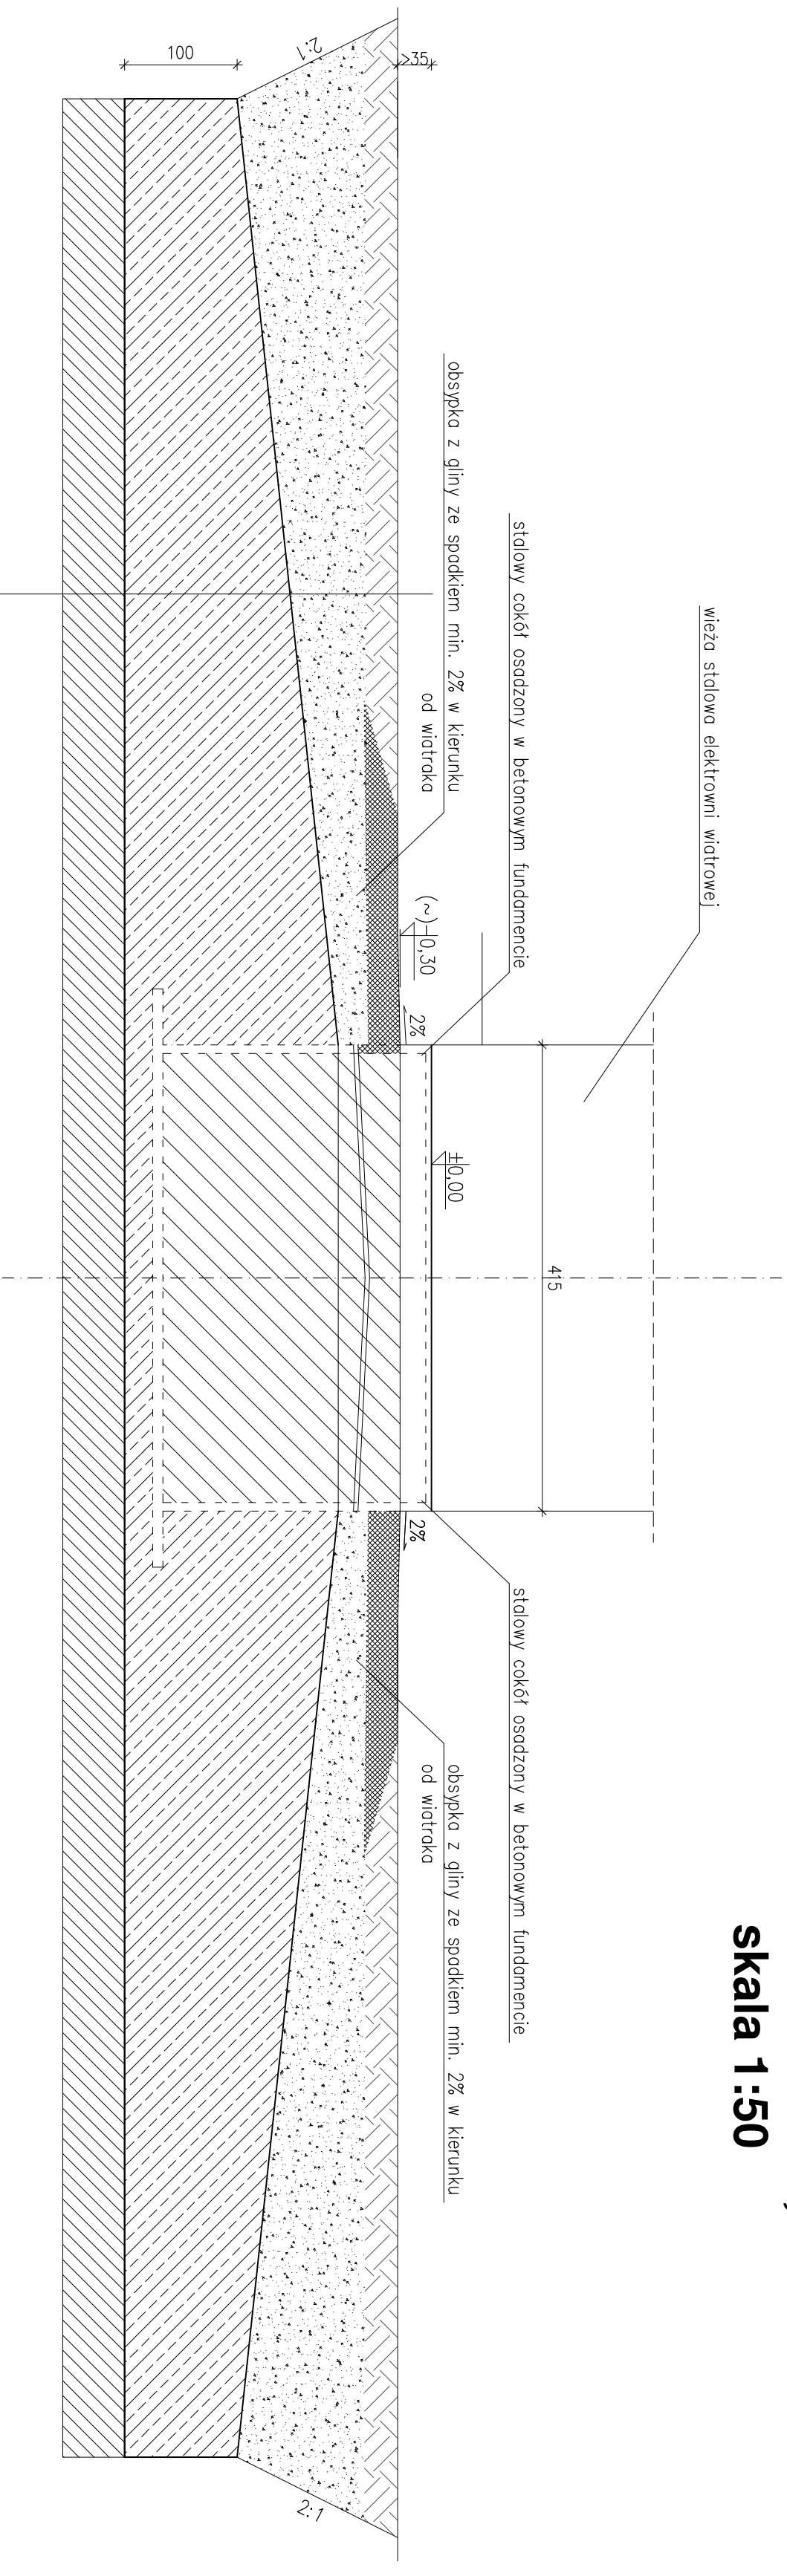 skala 1:50
wieża stalowa elektrowni wiatrowej
stalowy cokół osadzony w betonowym fundamencie
stalowy cokół osadzony w betonowym fundamencie
obsypka z gliny ze spadkiem min. 2% w kierunku
od wiatraka
obsypka z gliny ze spadkiem min. 2% w kierunku
od wiatraka
415
±0,00
(~)-0,30
2%
2%
>35
100
2:1
2:1